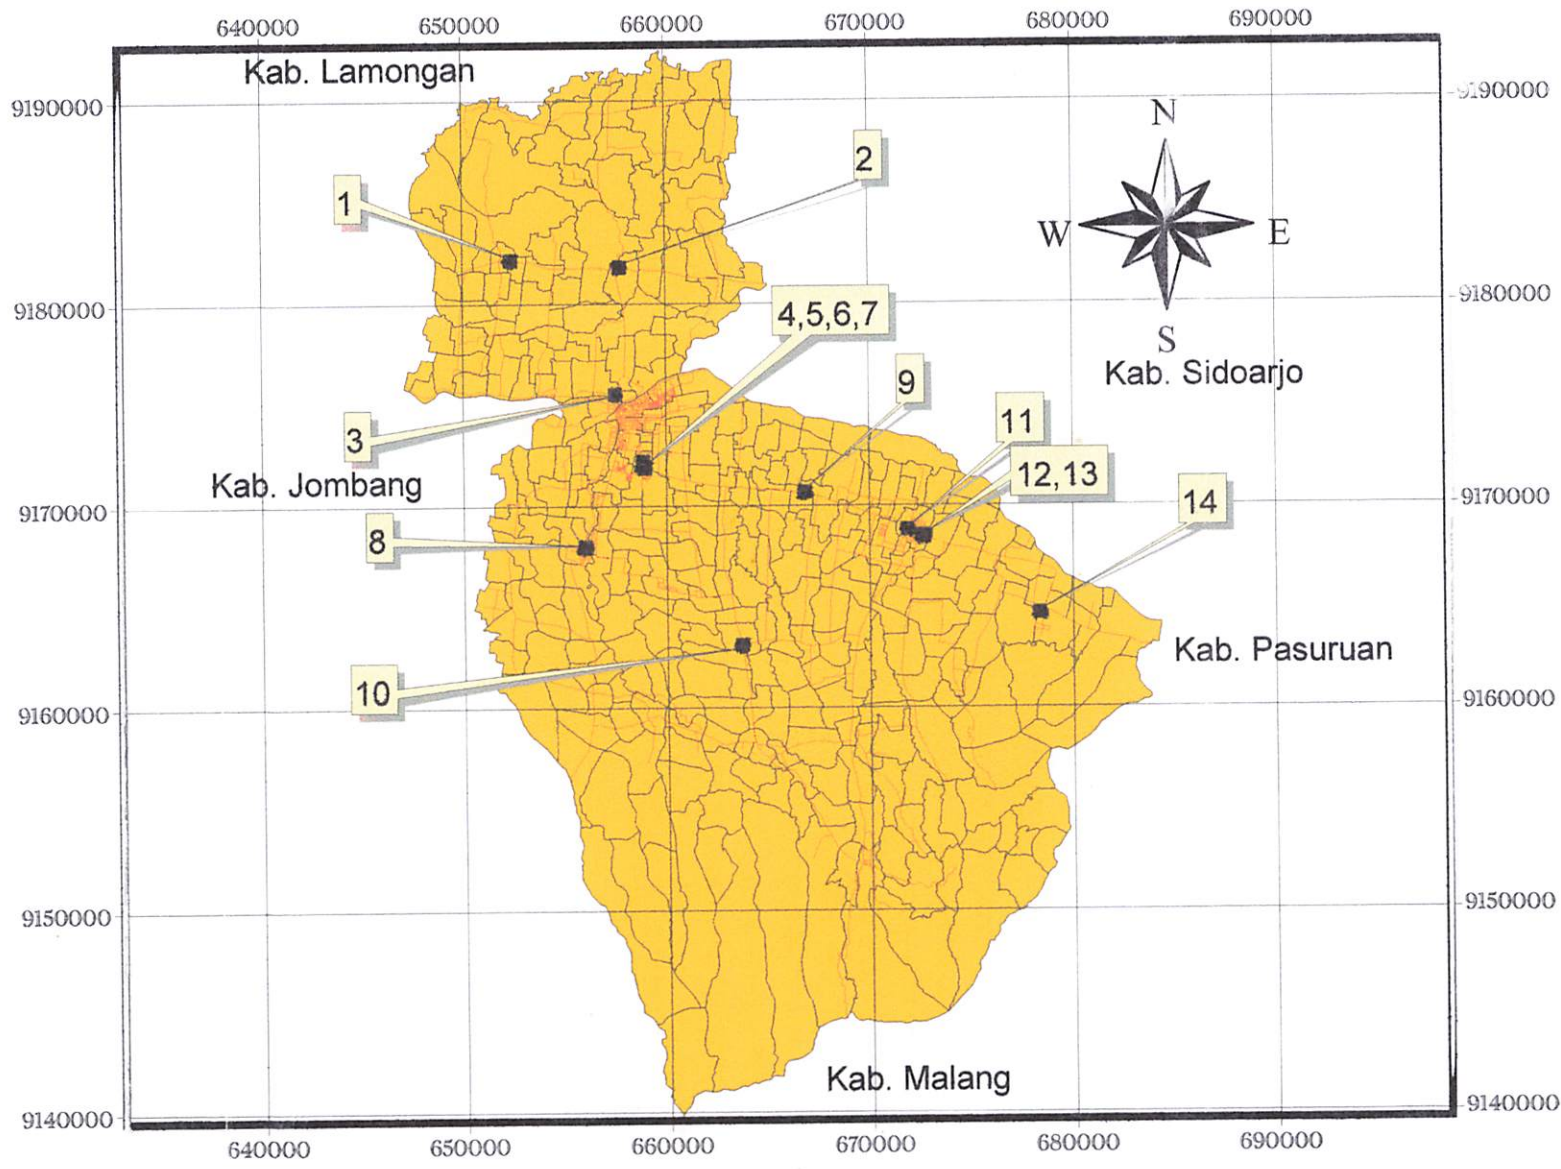 640000 650000 660000 670000 680000 690000
Kab. Lamongan
9190000 9190000
N
2
1
W E
9180000 9180000
4,5,6,7
S
Kab. Sidoarjo
9
11
3
12,13
Kab. Jombang
14
9170000 9170000
8
Kab. Pasuruan
10
9160000 9160000
9150000 9150000
Kab. Malang
9140000 9140000
640000 650000 660000 670000 680000 690000